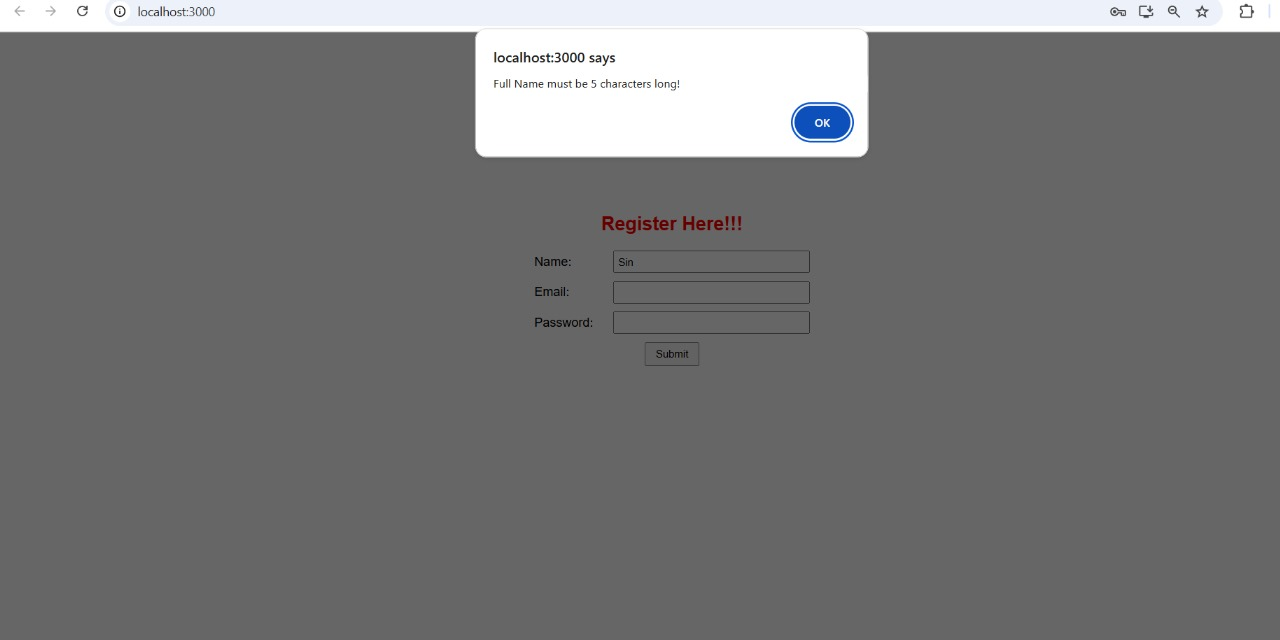 localhost:3000
localhost:3000 says
Full Name must be 5 characters long!
OK
Register Here!!!
Name: Sin
Email:
Password:
Submit